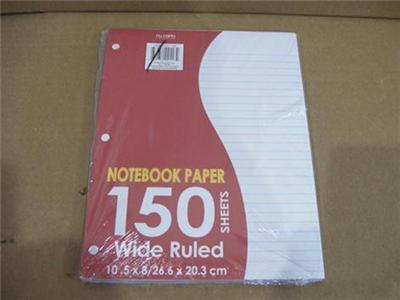 NOTEBOOK PAPER
150
SHEETS
Wide Ruled
10.5 x 8/26.6 x 20.3 cm